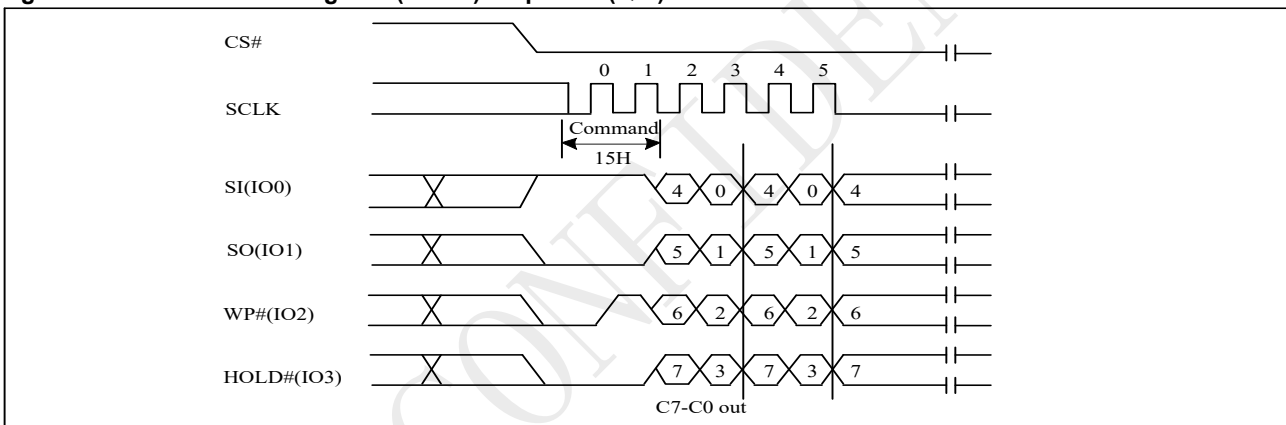 CS#
0 1 2 3 4 5
SCLK
Command
15H
SI(IO0) 4 0 4 0 4
SO(IO1) 5 1 5 1 5
WP#(IO2) 6 2 6 2 6
HOLD#(IO3) 7 3 7 3 7
C7-C0 out